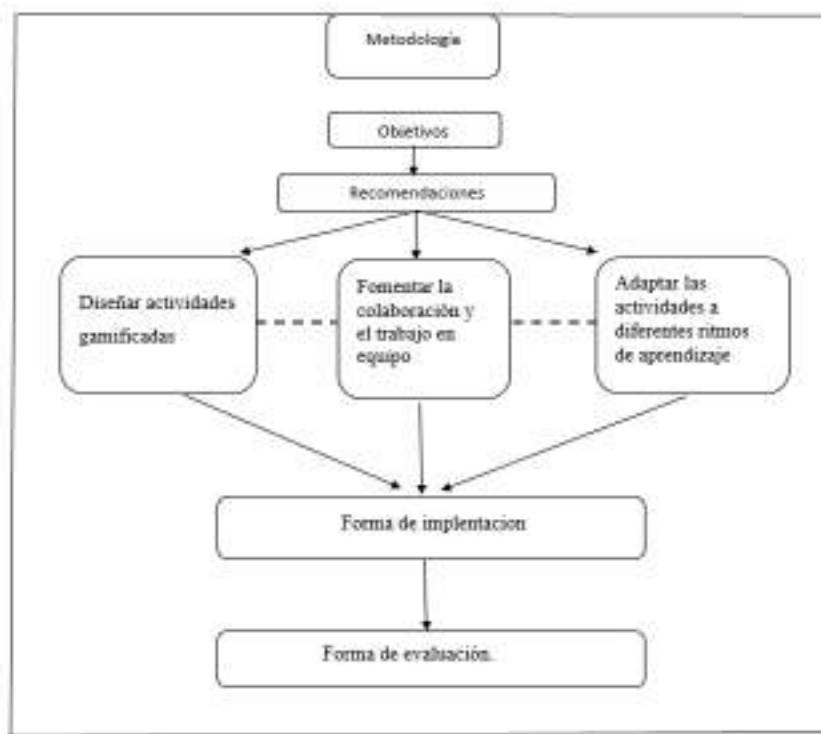 Metodología
Objetivos
Recomendaciones
Diseñar actividades
gamificadas
Fomentar la
colaboración y
el trabajo en
equipo
Adaptar las
actividades a
diferentes ritmos
de aprendizaje
Forma de implentacion
Forma de evaluación.